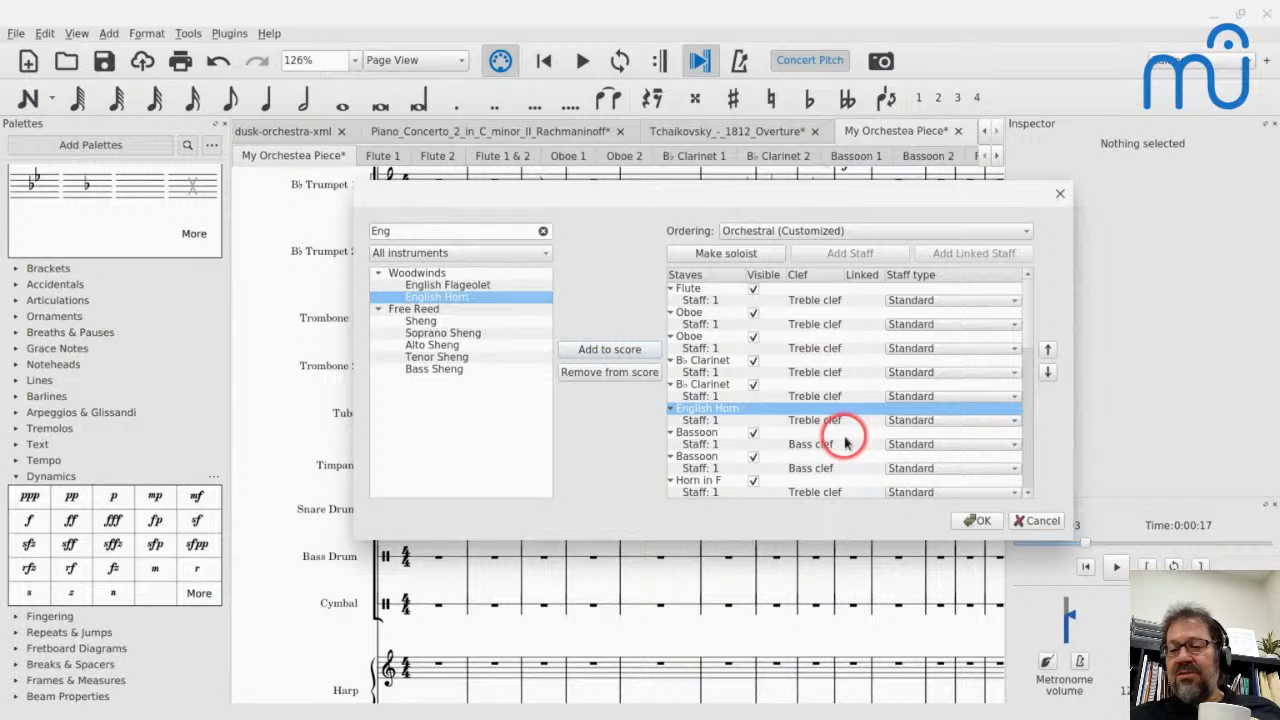 File Edit View Add Format Tools Plugins Help
126% Page View Concert Pitch
1 2 3 4
Palettes
Add Palettes
More
Brackets
Accidentals
Articulations
Ornaments
Breaths & Pauses
Grace Notes
Noteheads
Lines
Barlines
Arpeggios & Glissandi
Tremolos
Text
Tempo
Dynamics
ppp pp p mp mf
f ff fff fp sf
sfz sff sffz sfp sfpp
rfz rf fz m r
s z n More
Fingering
Repeats & Jumps
Fretboard Diagrams
Breaks & Spacers
Frames & Measures
Beam Properties
dusk-orchestra-xml Piano_Concerto_2_in_C_minor_II_Rachmaninoff* Tchaikovsky_-_1812_Overture* My Orchestea Piece*
My Orchestea Piece* Flute 1 Flute 2 Flute 1 & 2 Oboe 1 Oboe 2 B♭ Clarinet 1 B♭ Clarinet 2 Bassoon 1 Bassoon 2 F
B♭ Trumpet 1
B♭ Trumpet 2
Trombone
Trombone
Tub
Timpan
Snare Drum
Bass Drum
Cymbal
Harp
Eng
All instruments
Woodwinds
English Flageolet
English Horn
Free Reed
Sheng
Soprano Sheng
Alto Sheng
Tenor Sheng
Bass Sheng
Add to score
Remove from score
Ordering: Orchestral (Customized)
Make soloist Add Staff Add Linked Staff
Staves Visible Clef Linked Staff type
Flute
Staff: 1 Treble clef Standard
Oboe
Staff: 1 Treble clef Standard
Oboe
Staff: 1 Treble clef Standard
B♭ Clarinet
Staff: 1 Treble clef Standard
B♭ Clarinet
Staff: 1 Treble clef Standard
English Horn
Staff: 1 Treble clef Standard
Bassoon
Staff: 1 Bass clef Standard
Bassoon
Staff: 1 Bass clef Standard
Horn in F
Staff: 1 Treble clef Standard
OK Cancel
Inspector
Nothing selected
Time:0:00:17
Metronome
volume